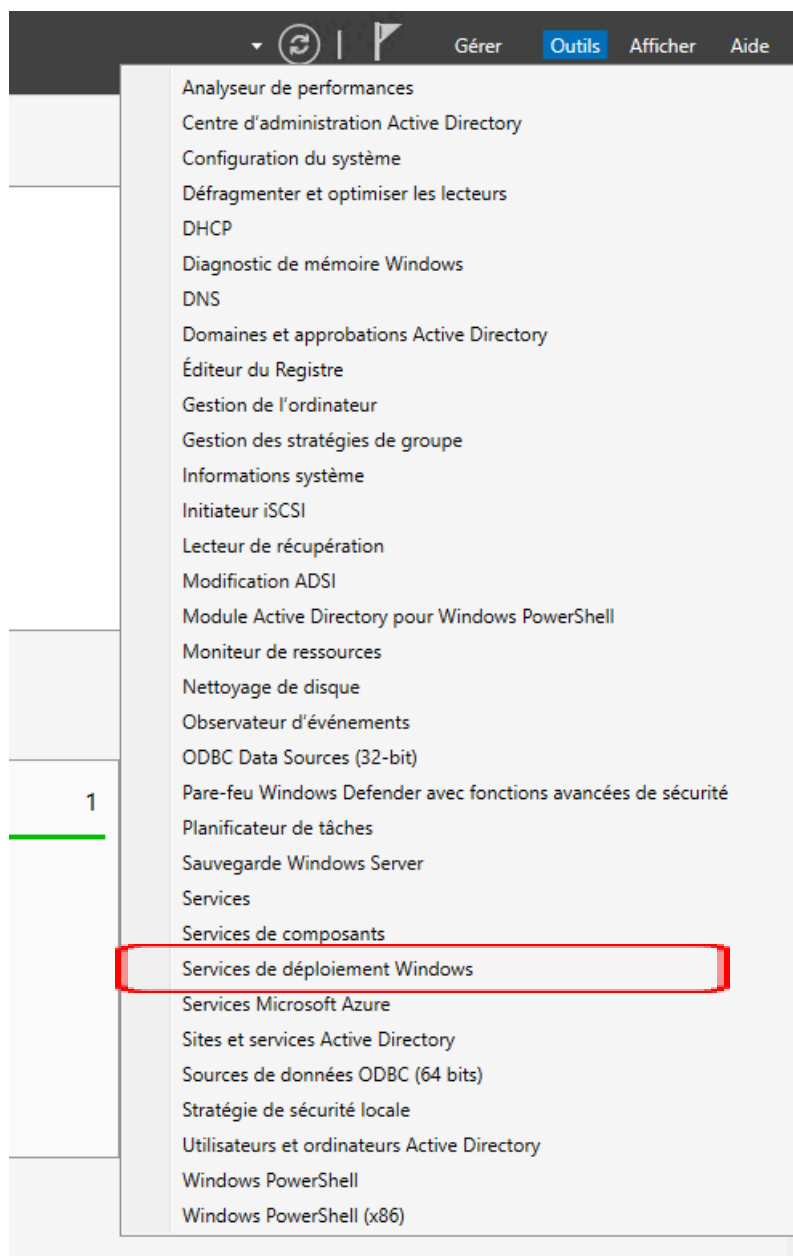 Gérer Outils Afficher Aide
Analyseur de performances
Centre d'administration Active Directory
Configuration du système
Défragmenter et optimiser les lecteurs
DHCP
Diagnostic de mémoire Windows
DNS
Domaines et approbations Active Directory
Éditeur du Registre
Gestion de l'ordinateur
Gestion des stratégies de groupe
Informations système
Initiateur iSCSI
Lecteur de récupération
Modification ADSI
Module Active Directory pour Windows PowerShell
Moniteur de ressources
Nettoyage de disque
Observateur d'événements
ODBC Data Sources (32-bit)
1
Pare-feu Windows Defender avec fonctions avancées de sécurité
Planificateur de tâches
Sauvegarde Windows Server
Services
Services de composants
Services de déploiement Windows
Services Microsoft Azure
Sites et services Active Directory
Sources de données ODBC (64 bits)
Stratégie de sécurité locale
Utilisateurs et ordinateurs Active Directory
Windows PowerShell
Windows PowerShell (x86)